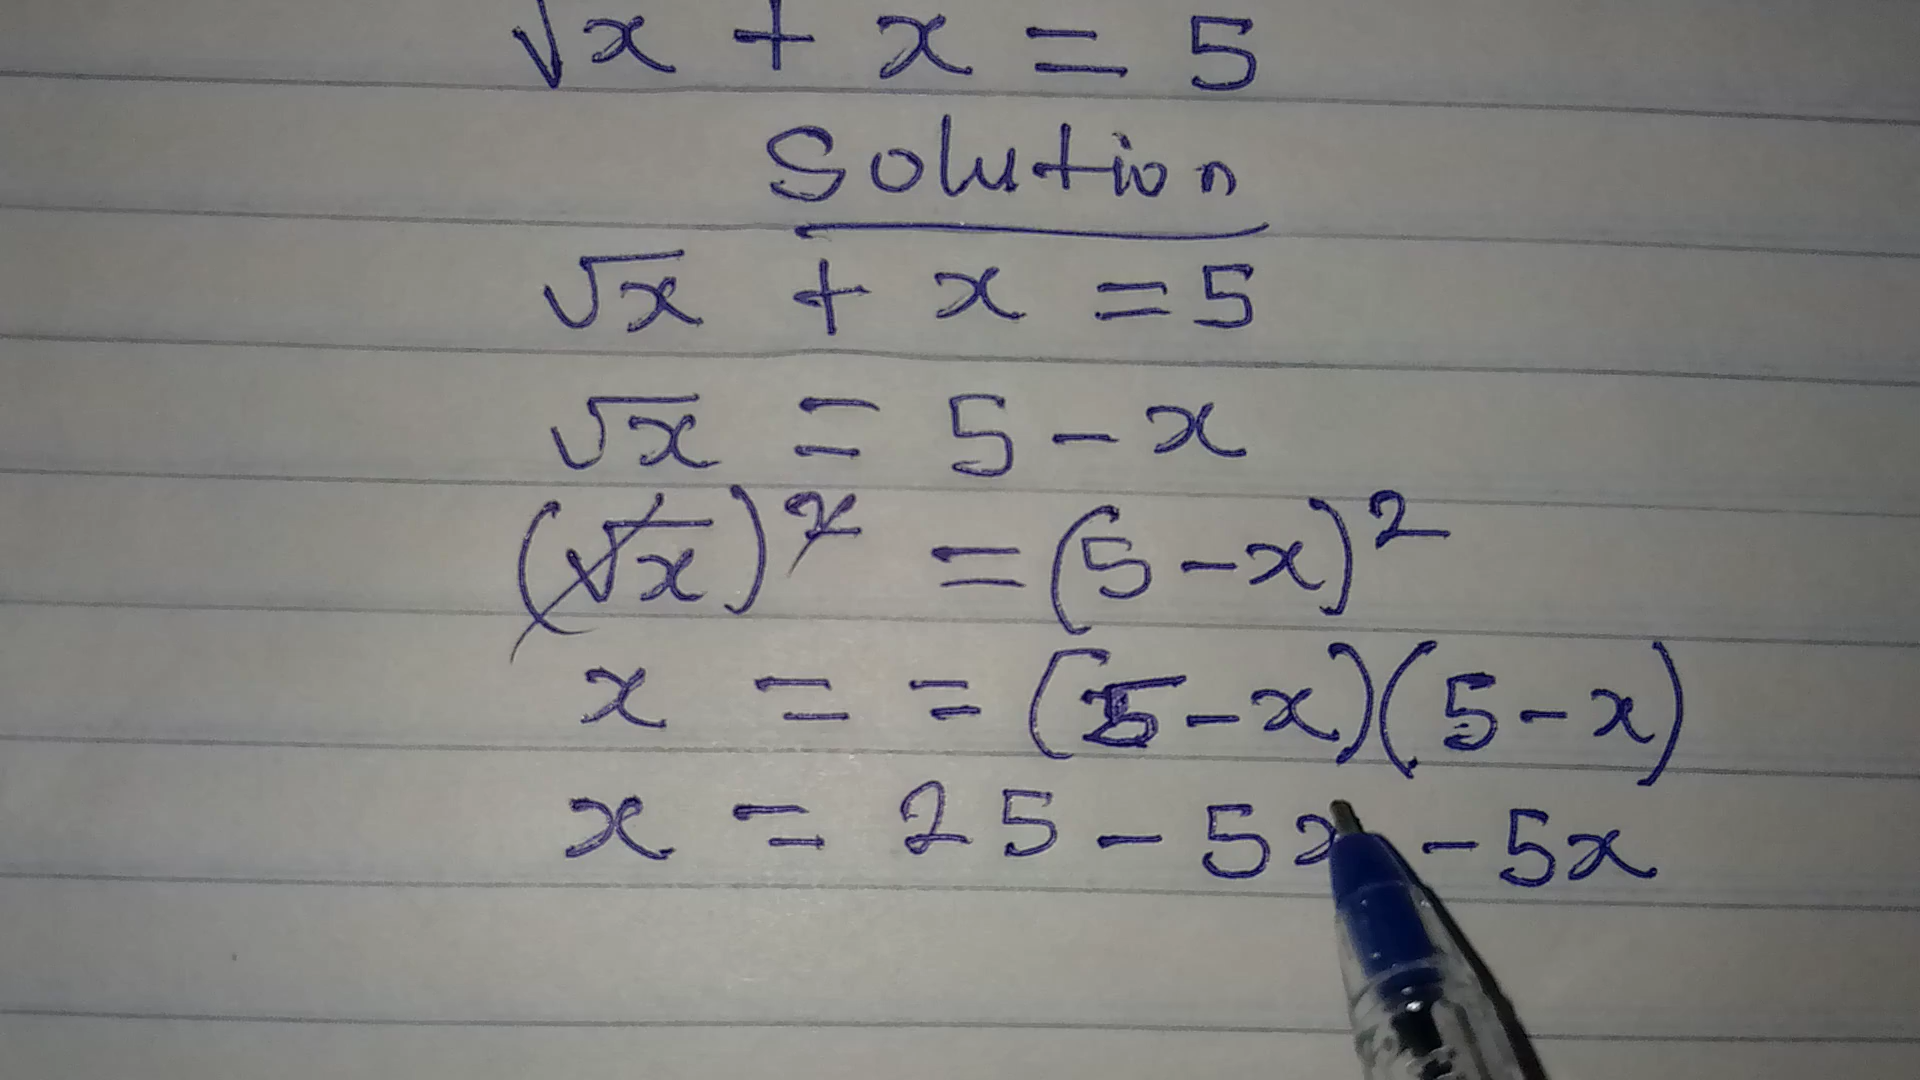 √x + x = 5
Solution
√x + x = 5
√x = 5 - x
(√x)² = (5 - x)²
x = = (5 - x)(5 - x)
x = 25 - 5x - 5x